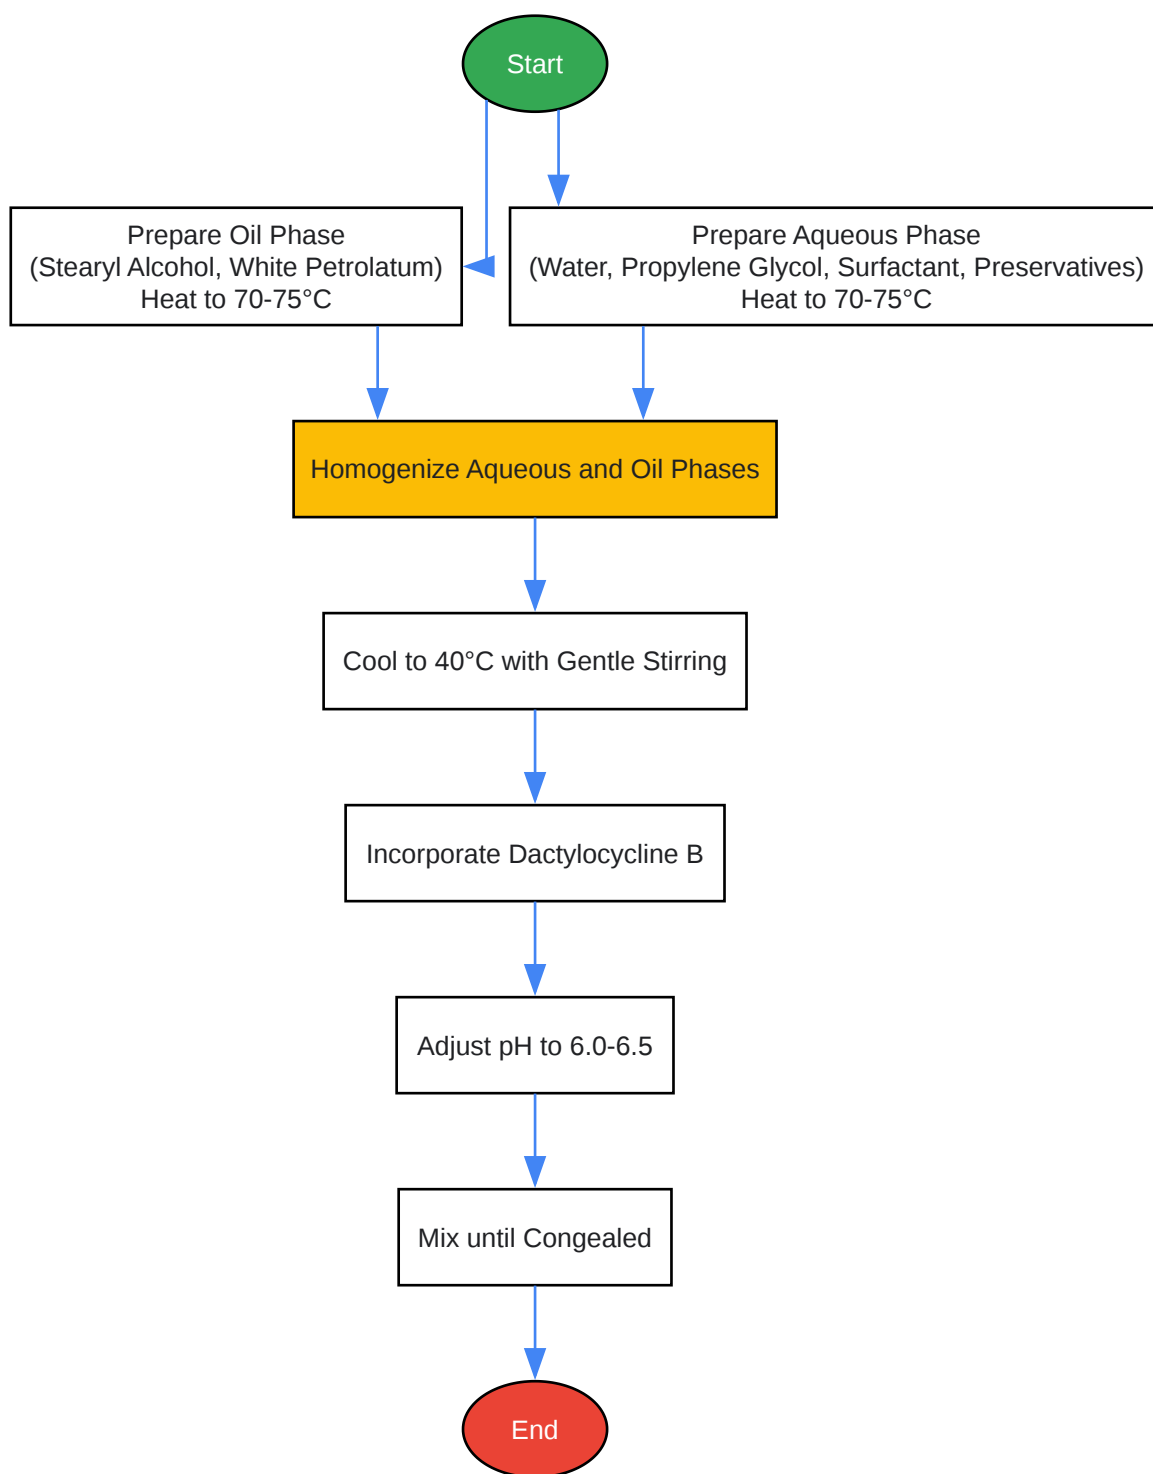 Start
Prepare Oil Phase
(Stearyl Alcohol, White Petrolatum)
Heat to 70-75°C
Prepare Aqueous Phase
(Water, Propylene Glycol, Surfactant, Preservatives)
Heat to 70-75°C
Homogenize Aqueous and Oil Phases
Cool to 40°C with Gentle Stirring
Incorporate Dactylocycline B
Adjust pH to 6.0-6.5
Mix until Congealed
End